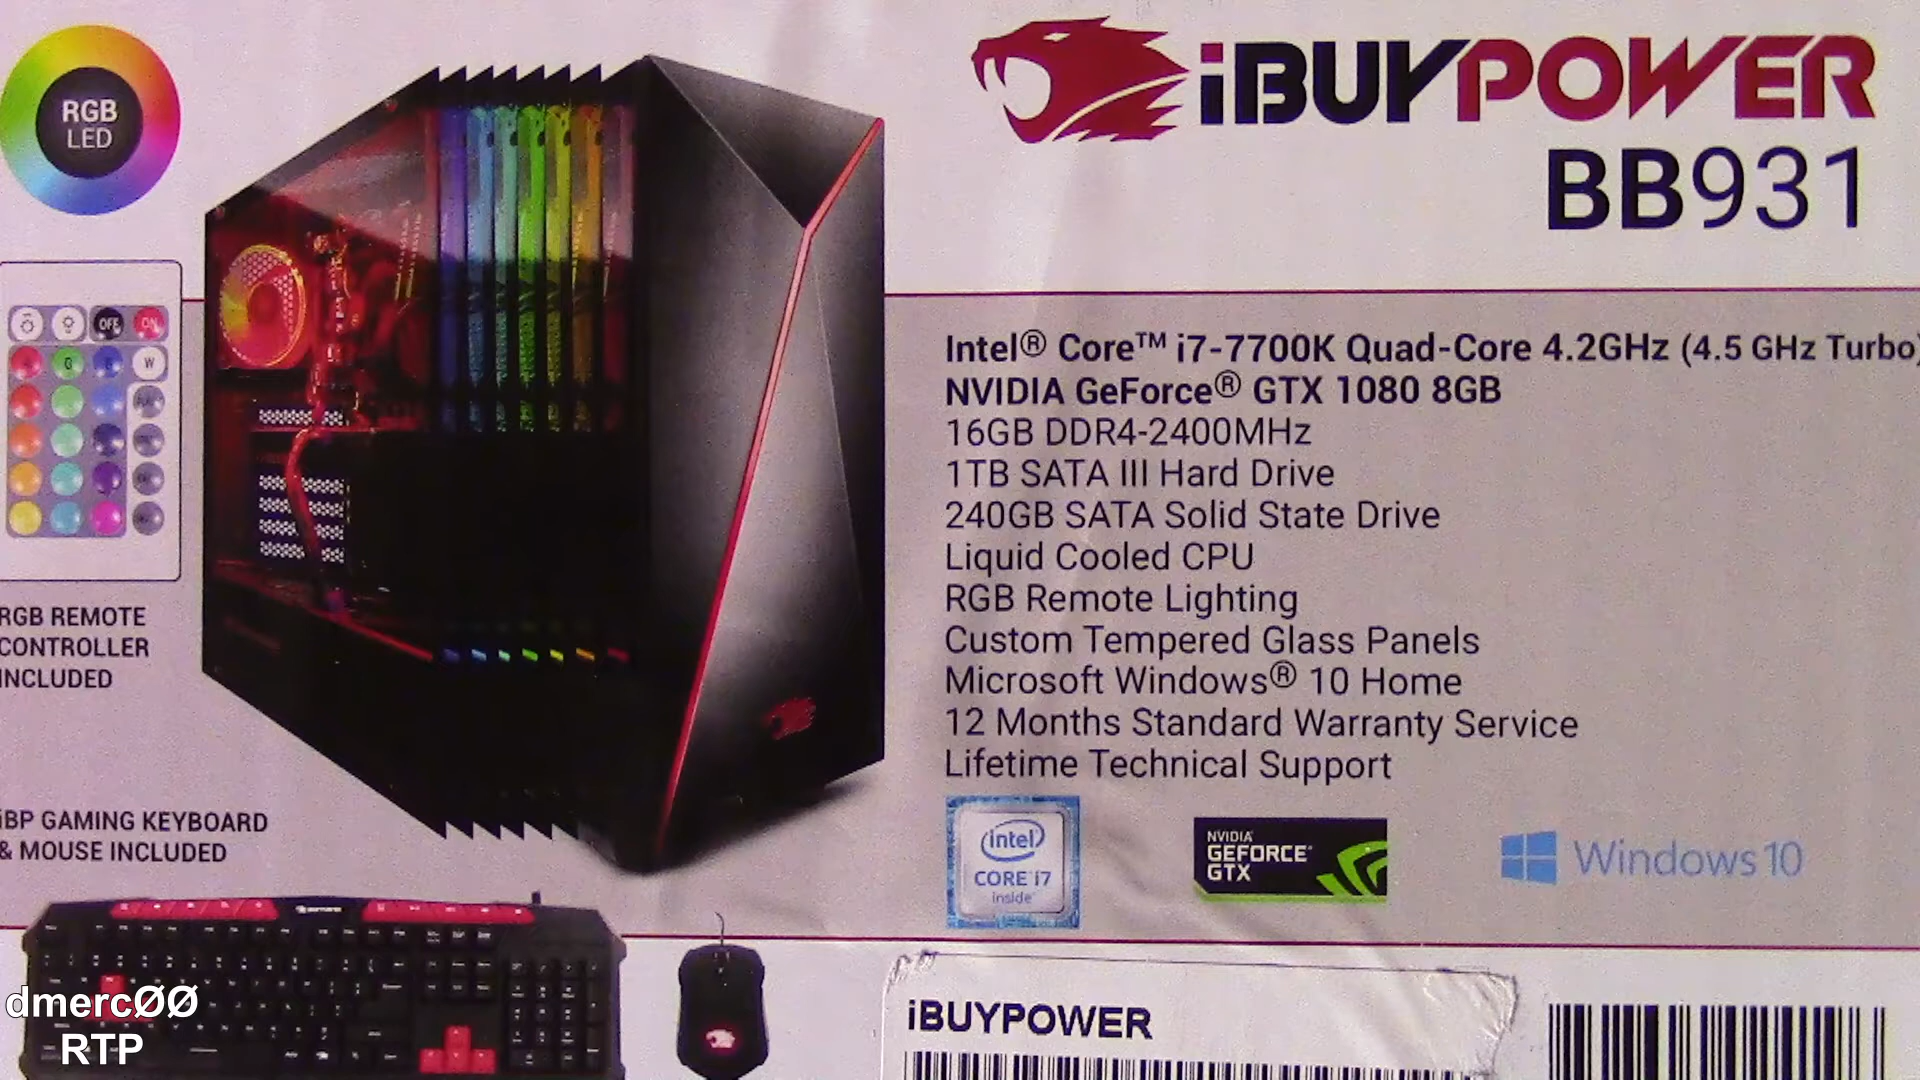 RGB
LED
iBUYPOWER
BB931
OFF
ON
G
B
W
RGB REMOTE
CONTROLLER
INCLUDED
Intel® Core™ i7-7700K Quad-Core 4.2GHz (4.5 GHz Turbo)
NVIDIA GeForce® GTX 1080 8GB
16GB DDR4-2400MHz
1TB SATA III Hard Drive
240GB SATA Solid State Drive
Liquid Cooled CPU
RGB Remote Lighting
Custom Tempered Glass Panels
Microsoft Windows® 10 Home
12 Months Standard Warranty Service
Lifetime Technical Support
iBP GAMING KEYBOARD
& MOUSE INCLUDED
intel
CORE i7
inside
NVIDIA
GEFORCE
GTX
Windows 10
iBUYPOWER
dmercØØ
RTP